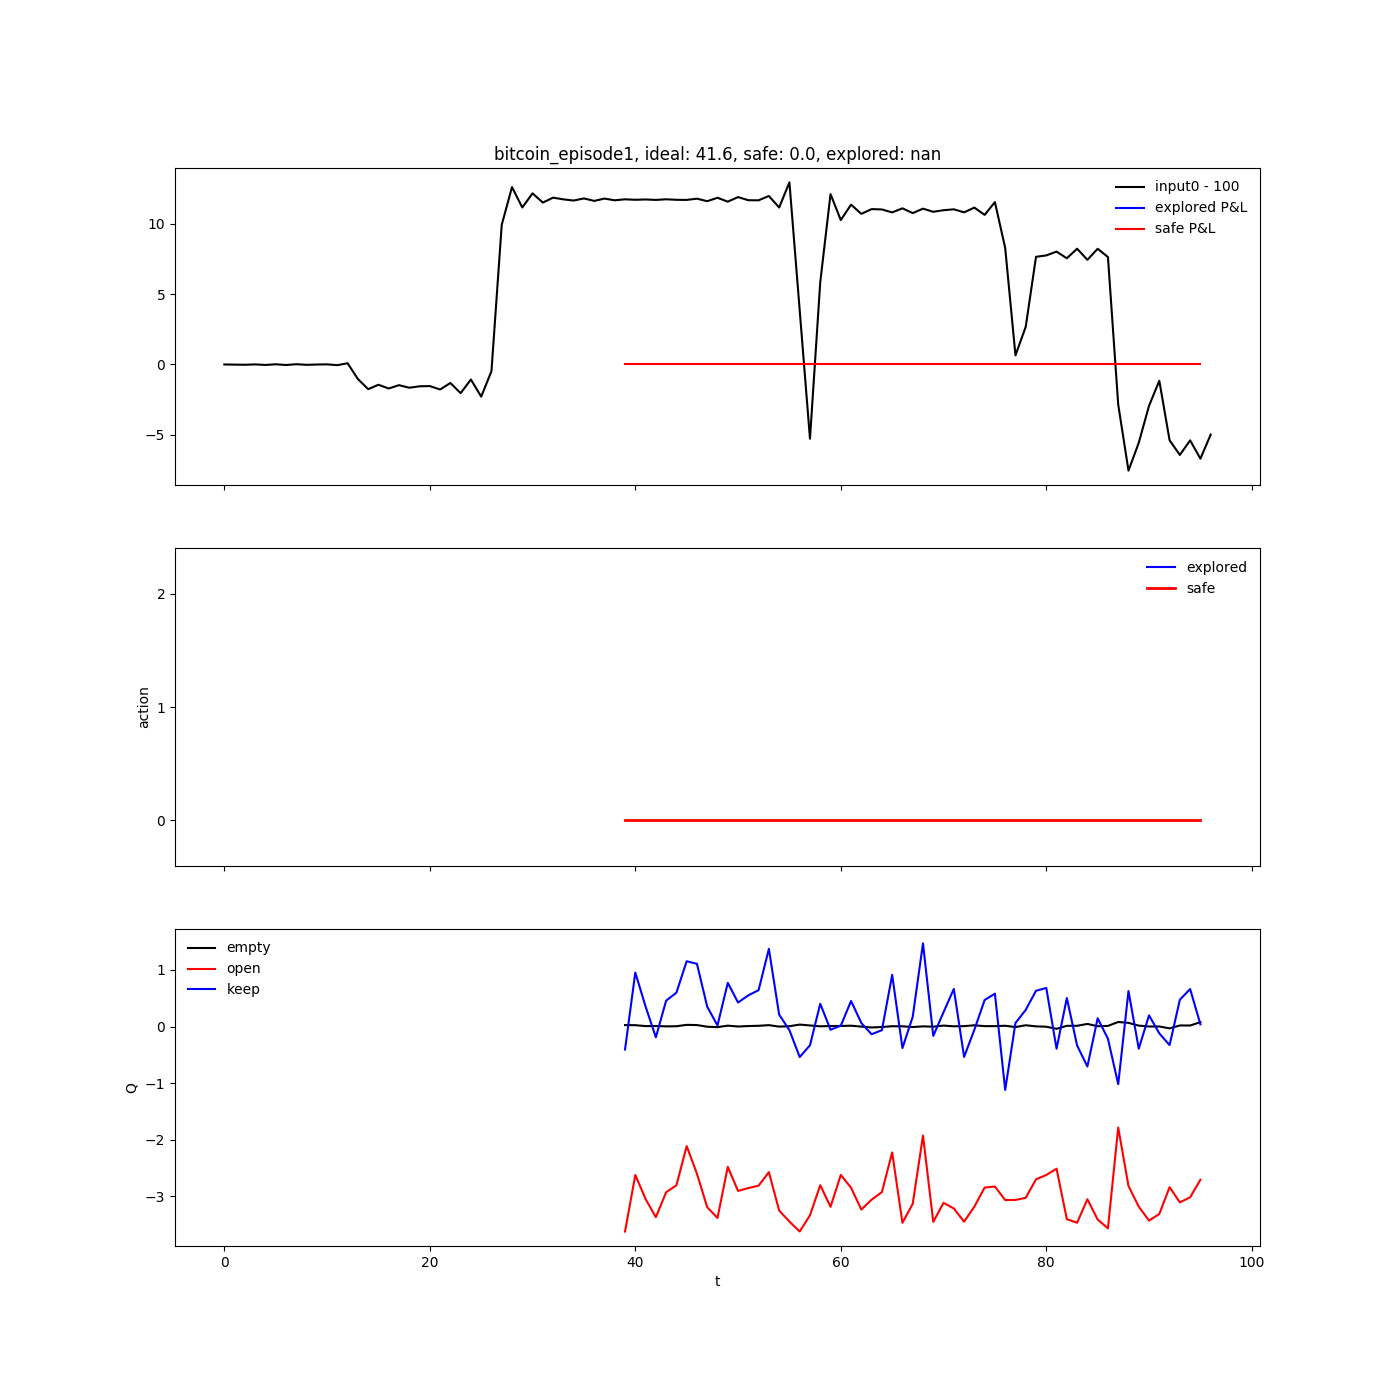 bitcoin_episode1, ideal: 41.6, safe: 0.0, explored: nan
10
5
0
−5
input0 - 100
explored P&L
safe P&L
2
1
0
action
explored
safe
1
0
−1
−2
−3
Q
empty
open
keep
0
20
40
60
80
100
t